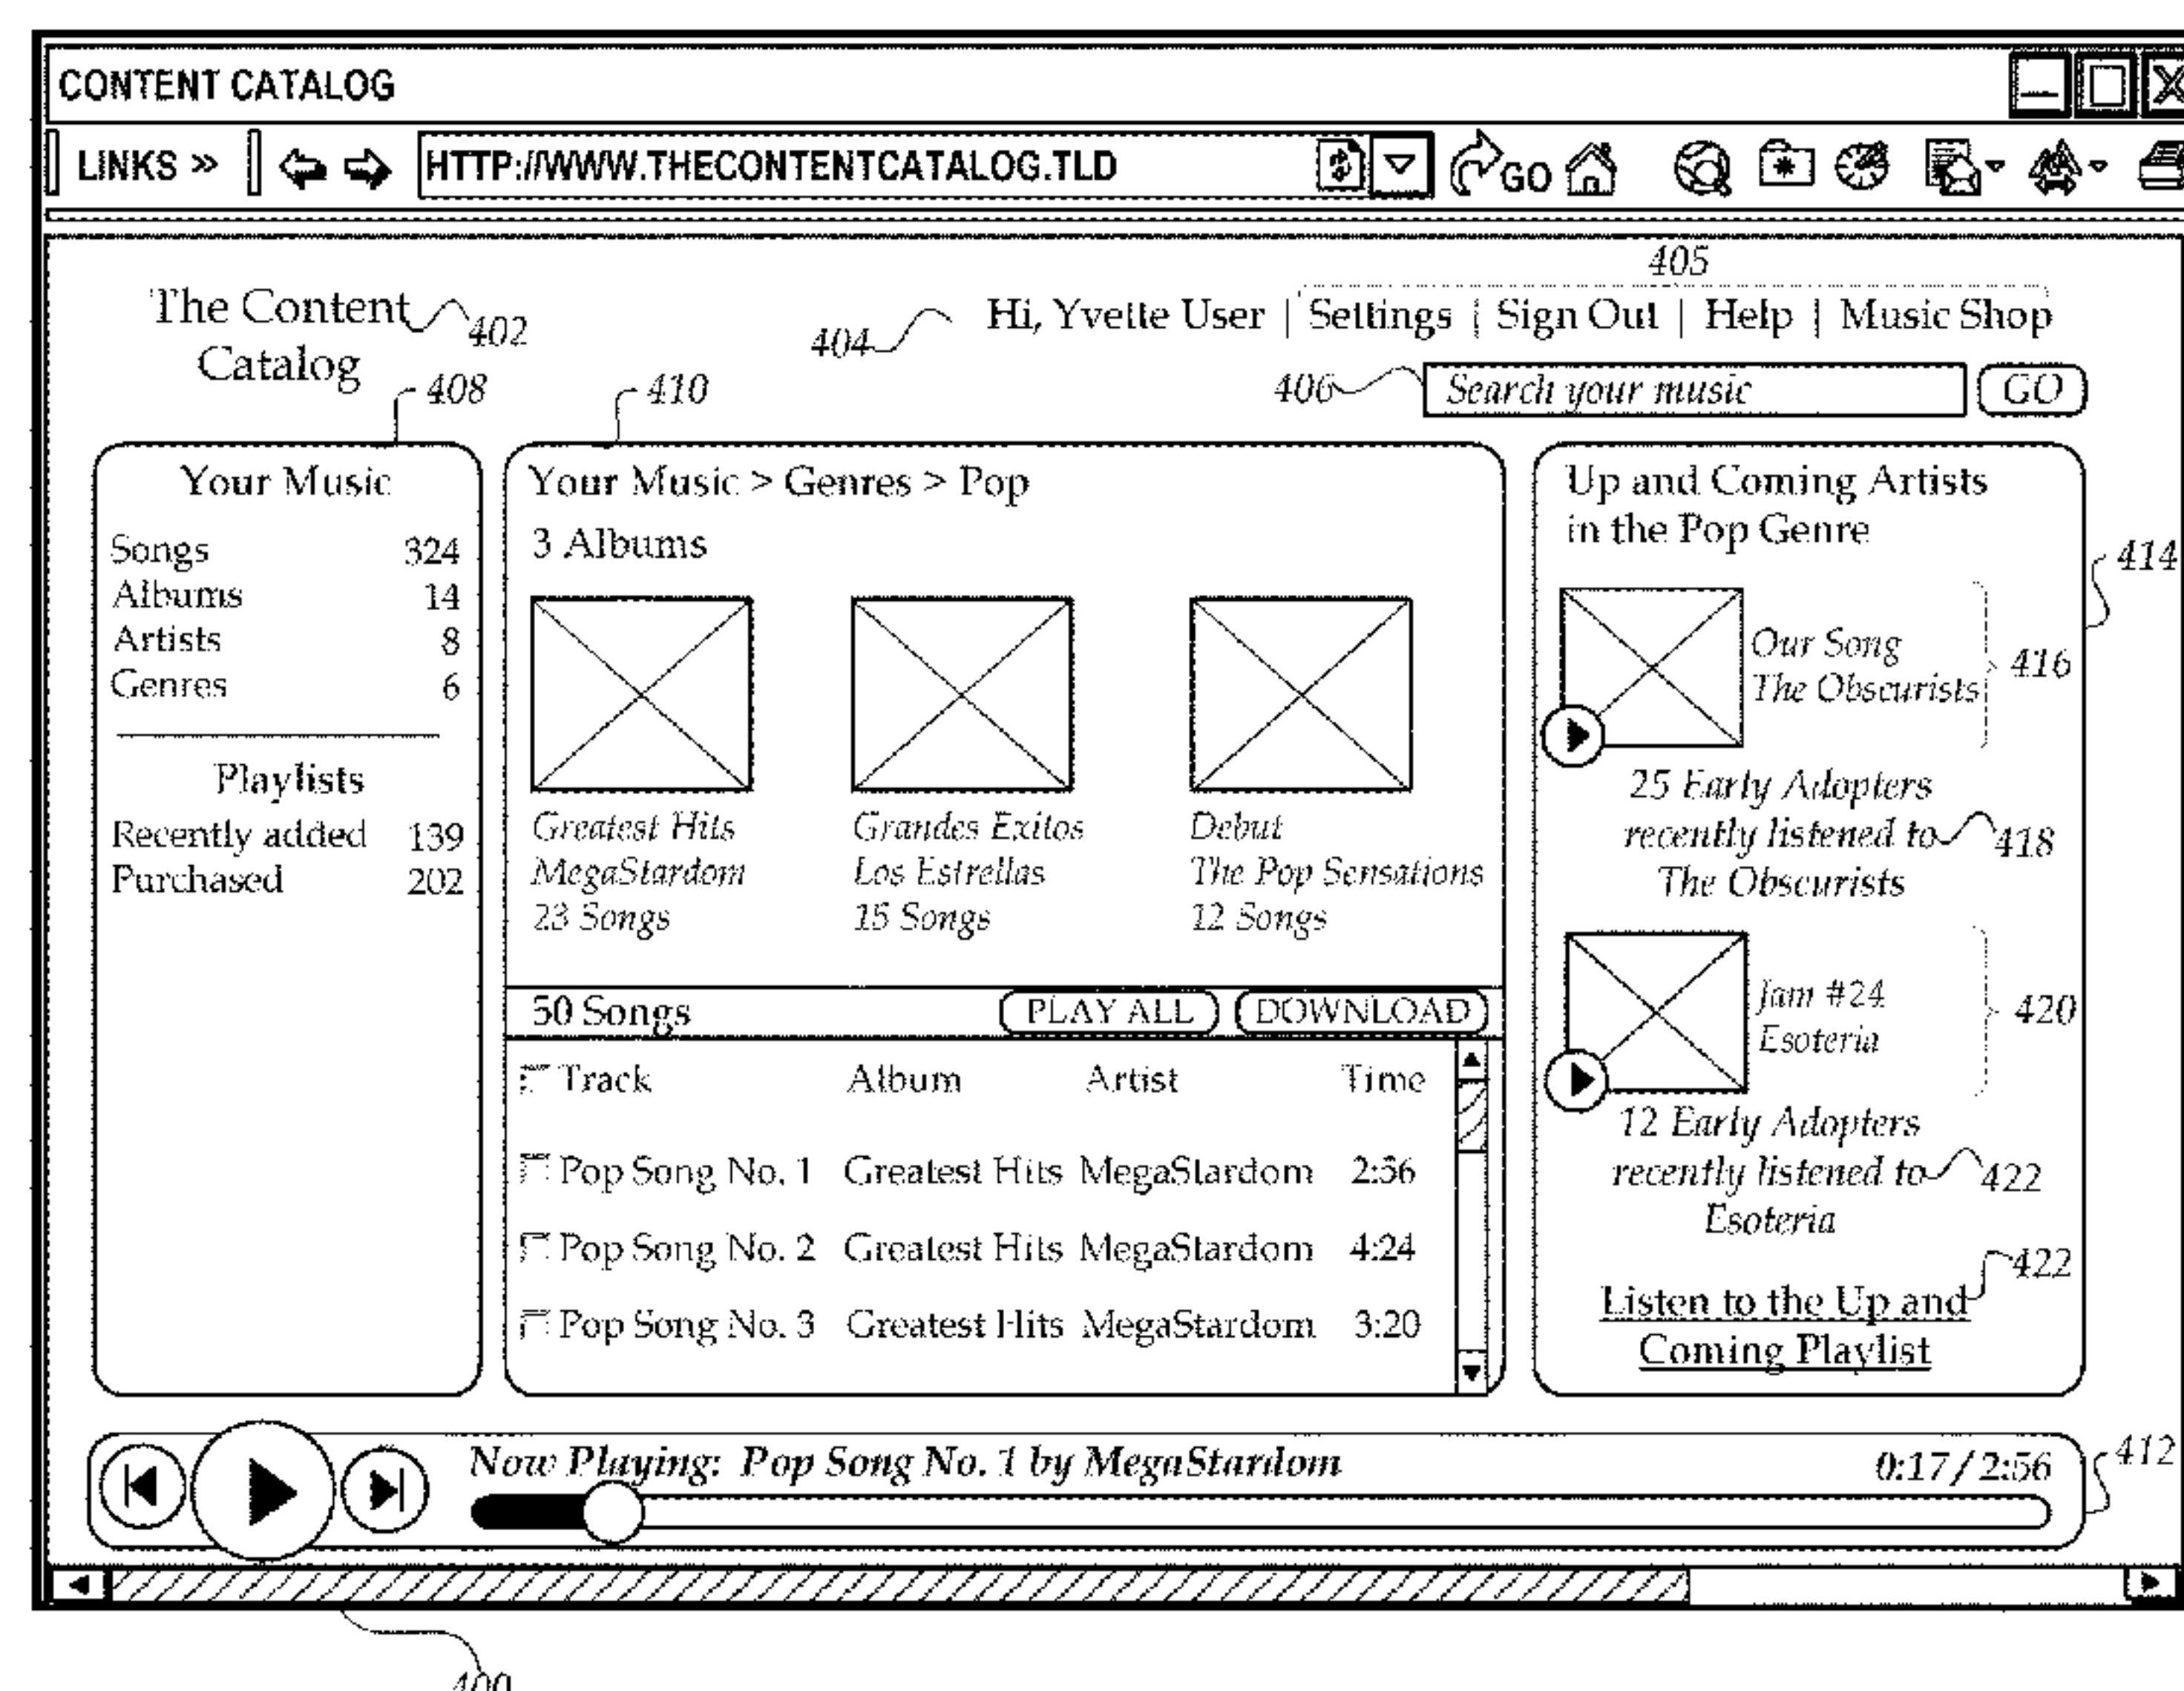 CONTENT CATALOG
LINKS » HTTP://WWW.THECONTENTCATALOG.TLD GO
405
The Content 402
Catalog
404 Hi, Yvette User | Settings | Sign Out | Help | Music Shop
406 Search your music GO
408
410
Your Music
Songs 324
Albums 14
Artists 8
Genres 6
Playlists
Recently added 139
Purchased 202
Your Music > Genres > Pop
3 Albums
Greatest Hits
MegaStardom
23 Songs
Grandes Exitos
Los Estrellas
15 Songs
Debut
The Pop Sensations
12 Songs
50 Songs PLAY ALL DOWNLOAD
Track Album Artist Time
Pop Song No. 1 Greatest Hits MegaStardom 2:56
Pop Song No. 2 Greatest Hits MegaStardom 4:24
Pop Song No. 3 Greatest Hits MegaStardom 3:20
Up and Coming Artists
in the Pop Genre
414
Our Song
The Obscurists
416
25 Early Adopters
recently listened to 418
The Obscurists
Jam #24
Esoteria
420
12 Early Adopters
recently listened to 422
Esoteria
422
Listen to the Up and
Coming Playlist
Now Playing: Pop Song No. 1 by MegaStardom 0:17/2:56
412
400